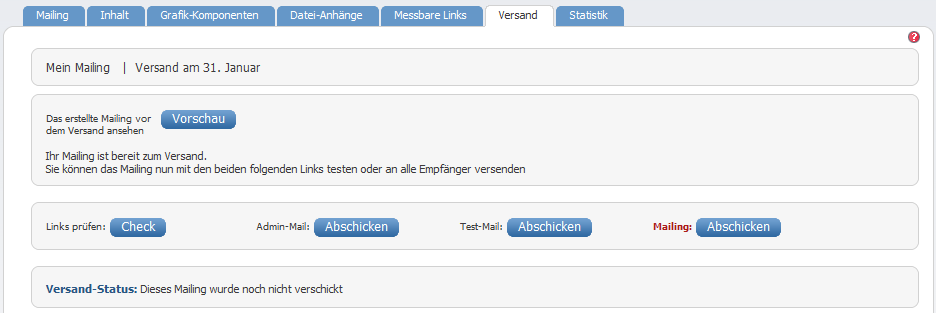 Mailing Inhalt Grafik-Komponenten Datei-Anhänge Messbare Links Versand Statistik
?
Mein Mailing | Versand am 31. Januar
Das erstellte Mailing vor
dem Versand ansehen
Vorschau
Ihr Mailing ist bereit zum Versand.
Sie können das Mailing nun mit den beiden folgenden Links testen oder an alle Empfänger versenden
Links prüfen: Check Admin-Mail: Abschicken Test-Mail: Abschicken Mailing: Abschicken
Versand-Status: Dieses Mailing wurde noch nicht verschickt